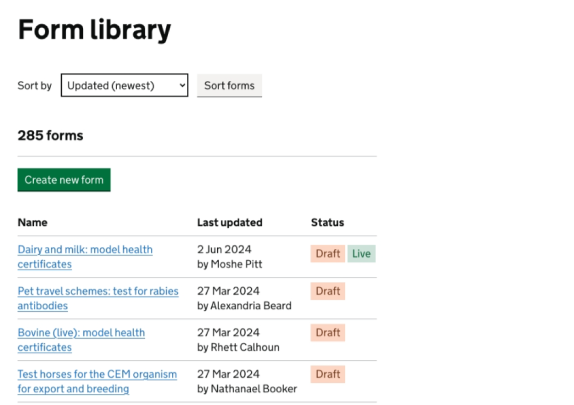 Form library
Sort by Updated (newest) Sort forms
285 forms
Create new form
Name Last updated Status
Dairy and milk: model health 2 Jun 2024 Draft Live
certificates by Moshe Pitt
Pet travel schemes: test for rabies 27 Mar 2024 Draft
antibodies by Alexandria Beard
Bovine (live): model health 27 Mar 2024 Draft
certificates by Rhett Calhoun
Test horses for the CEM organism 27 Mar 2024 Draft
for export and breeding by Nathanael Booker